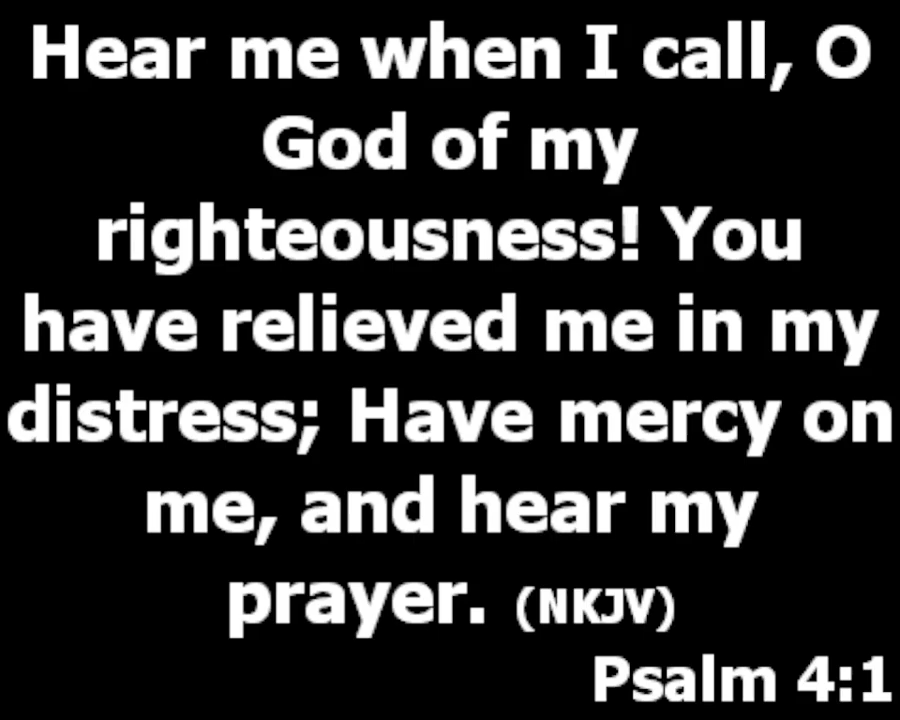 Hear me when I call, O
God of my
righteousness! You
have relieved me in my
distress; Have mercy on
me, and hear my
prayer. (NKJV)
Psalm 4:1